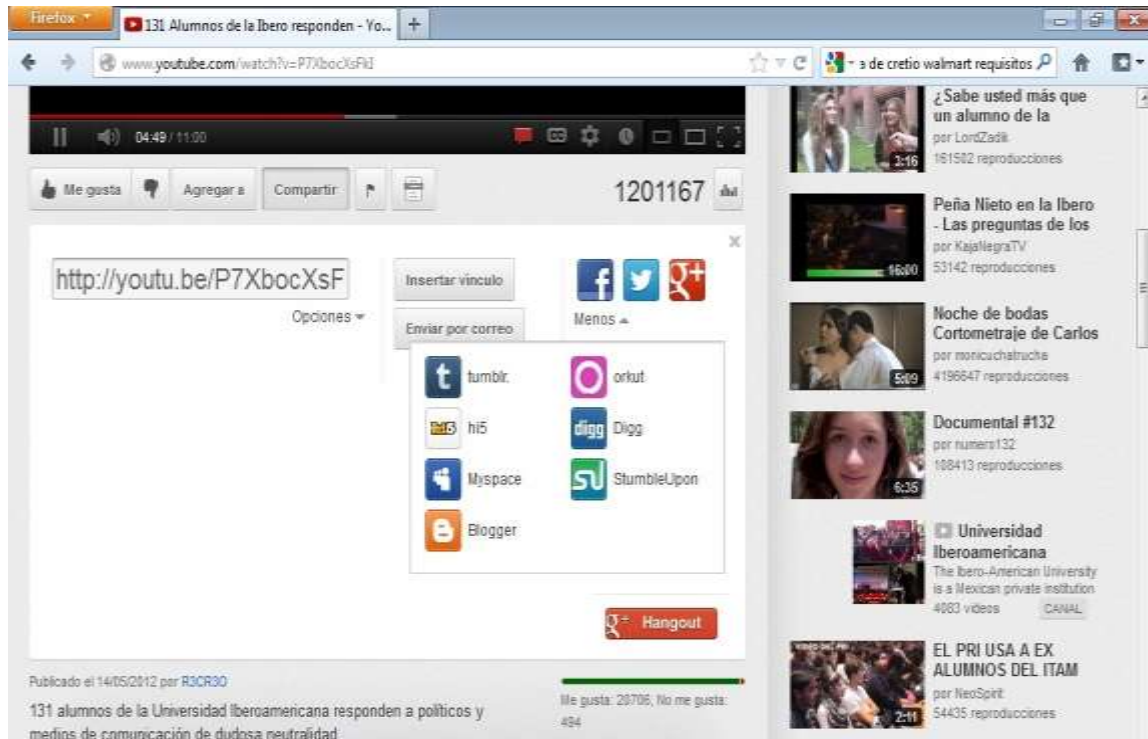 Firefox
131 Alumnos de la Ibero responden - Yo...
www.youtube.com/watch?v=P7XbocXsFkI
a de cretio walmart requisitos
04:49 / 11:00
Me gusta
Agregar a
Compartir
1201167
http://youtu.be/P7XbocXsF
Opciones
Insertar vínculo
Enviar por correo
Menos
tumblr.
orkut
hi5
Digg
Myspace
StumbleUpon
Blogger
Hangout
Publicado el 14/05/2012 por R3CR3O
131 alumnos de la Universidad Iberoamericana responden a políticos y
medios de comunicación de dudosa neutralidad
Me gusta: 20706, No me gusta:
494
¿Sabe usted más que
un alumno de la
por LordZadik
161502 reproducciones
3:16
Peña Nieto en la Ibero
- Las preguntas de los
por KajaNegraTV
53142 reproducciones
16:00
Noche de bodas
Cortometraje de Carlos
por monicuchatrucha
4196647 reproducciones
5:09
Documental #132
por numero132
108413 reproducciones
6:35
Universidad
Iberoamericana
The Ibero-American University
is a Mexican private institution
4083 videos CANAL
EL PRI USA A EX
ALUMNOS DEL ITAM
por NeoSpirit
54435 reproducciones
2:11